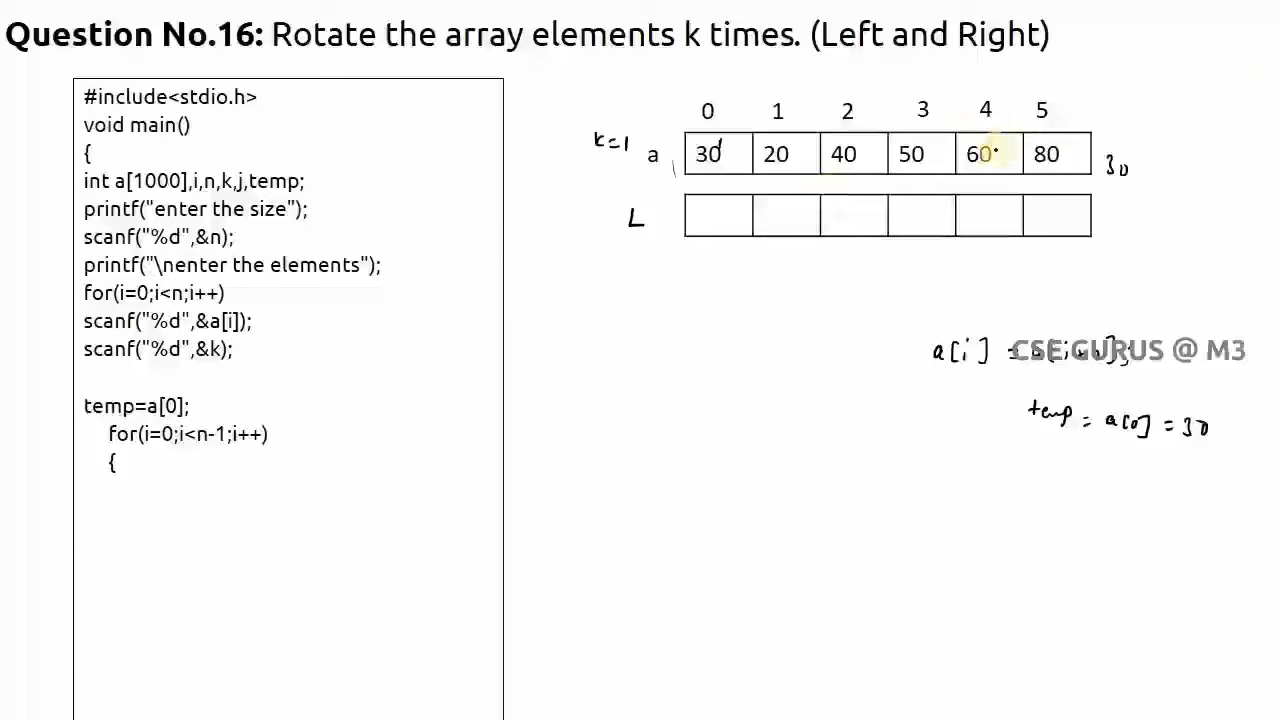 Question No.16: Rotate the array elements k times. (Left and Right)
#include<stdio.h>
void main()
{
int a[1000],i,n,k,j,temp;
printf("enter the size");
scanf("%d",&n);
printf("\nenter the elements");
for(i=0;i<n;i++)
scanf("%d",&a[i]);
scanf("%d",&k);
temp=a[0];
for(i=0;i<n-1;i++)
{
0 1 2 3 4 5
k=1 a 30 20 40 50 60 80 30
L
a[i] =
CSE GURUS @ M3
temp = a[0] = 30